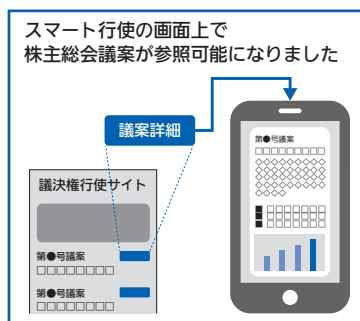 スマート行使の画面上で
株主総会議案が参照可能になりました
議案詳細
議決権行使サイト
第●号議案
□□□□□□□□
第●号議案
□□□□□□□□
第●号議案
□□□□□□□□□
◇◇◇◇◇◇◇◇◇
◇◇◇◇◇◇◇◇◇
◇◇◇◇◇◇◇◇◇
◇◇◇◇◇◇◇◇◇
◇◇◇◇
■ □□□□□□□
■ □□□□□□□
■ □□□□□□□